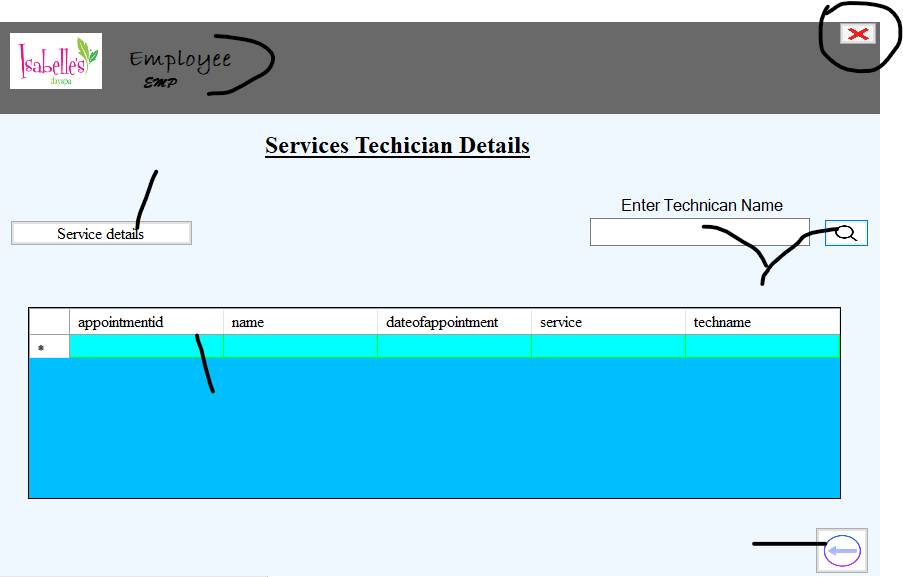 Isabelle's
dayspa
Employee
EMP
Services Techician Details
Enter Technican Name
Service details
appointmentid name dateofappointment service techname